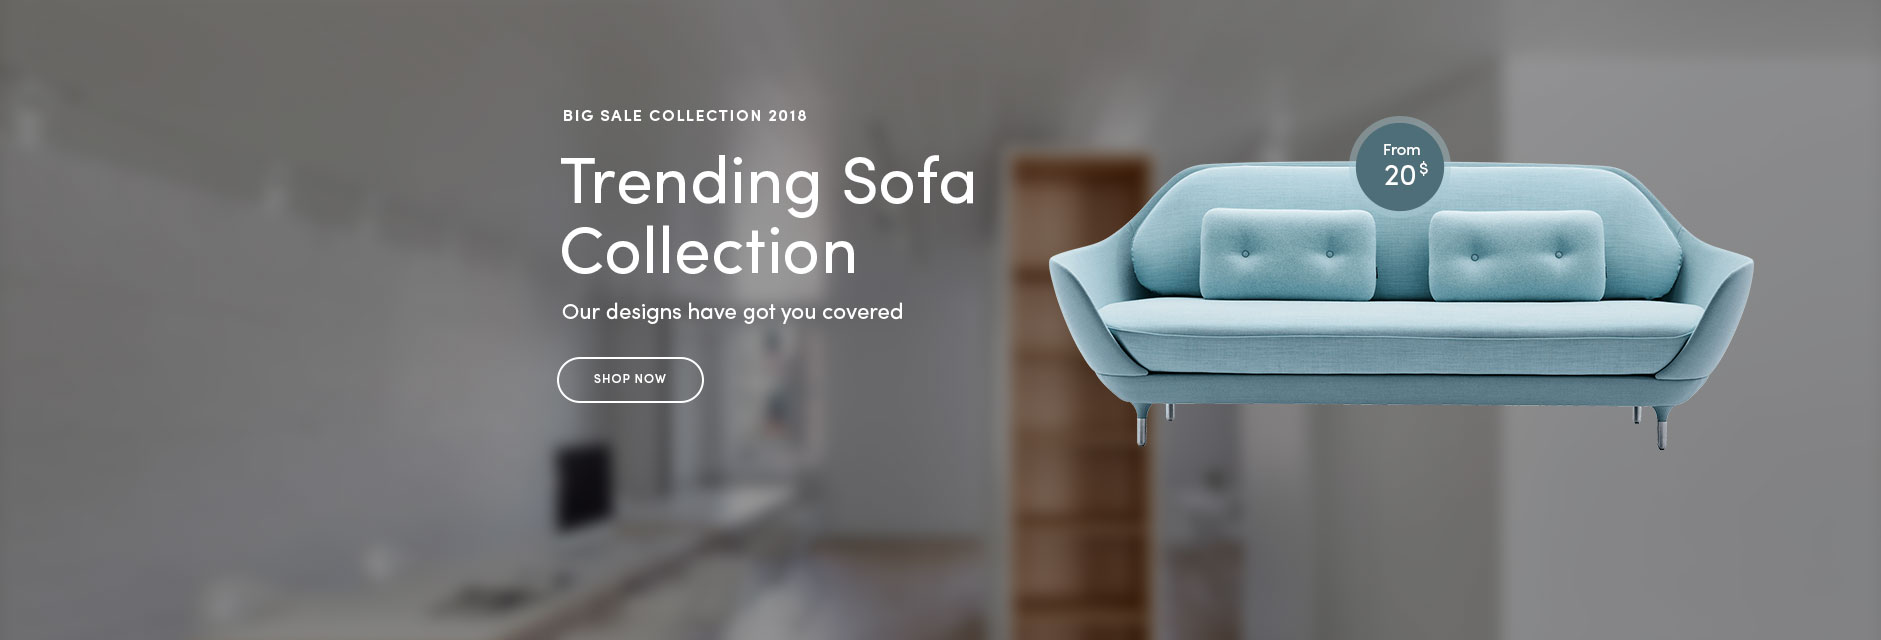 BIG SALE COLLECTION 2018
Trending Sofa
Collection
Our designs have got you covered
SHOP NOW
From
20$